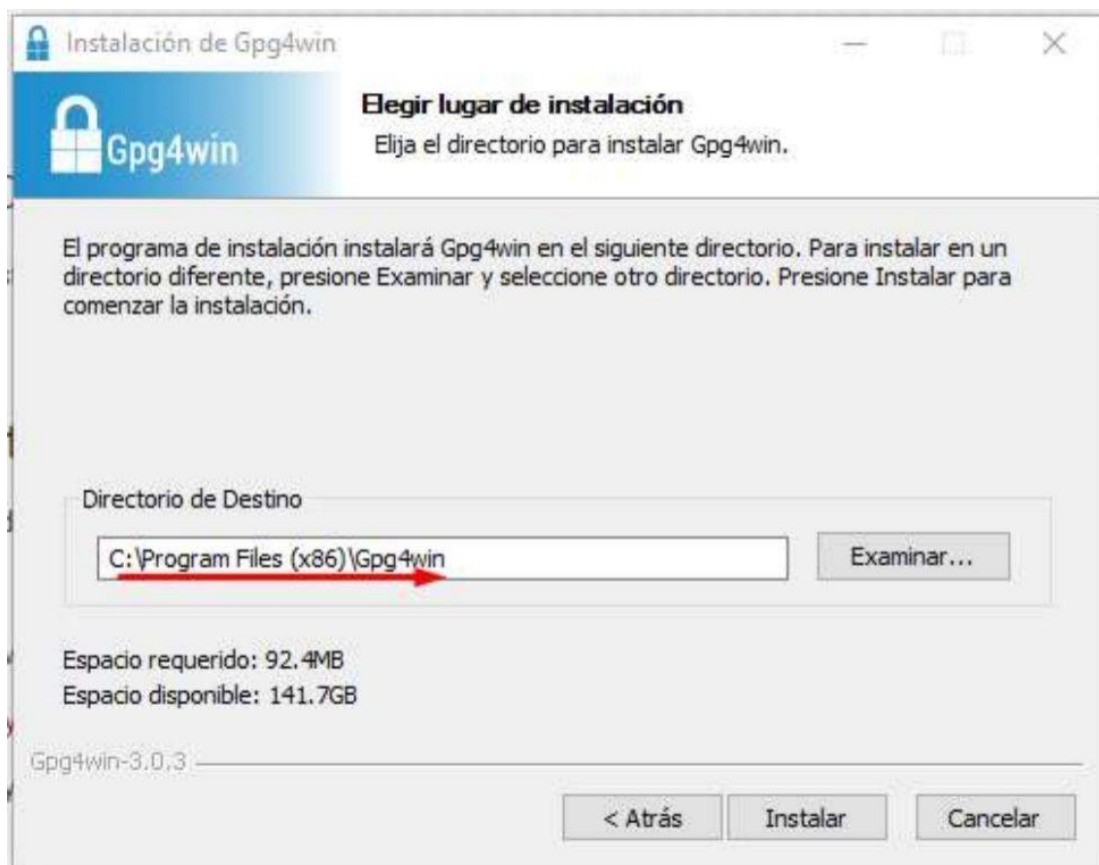 Instalación de Gpg4win
Elegir lugar de instalación
Elija el directorio para instalar Gpg4win.
Gpg4win
El programa de instalación instalará Gpg4win en el siguiente directorio. Para instalar en un
directorio diferente, presione Examinar y seleccione otro directorio. Presione Instalar para
comenzar la instalación.
Directorio de Destino
C:\Program Files (x86)\Gpg4win
Examinar...
Espacio requerido: 92.4MB
Espacio disponible: 141.7GB
Gpg4win-3.0.3
< Atrás
Instalar
Cancelar